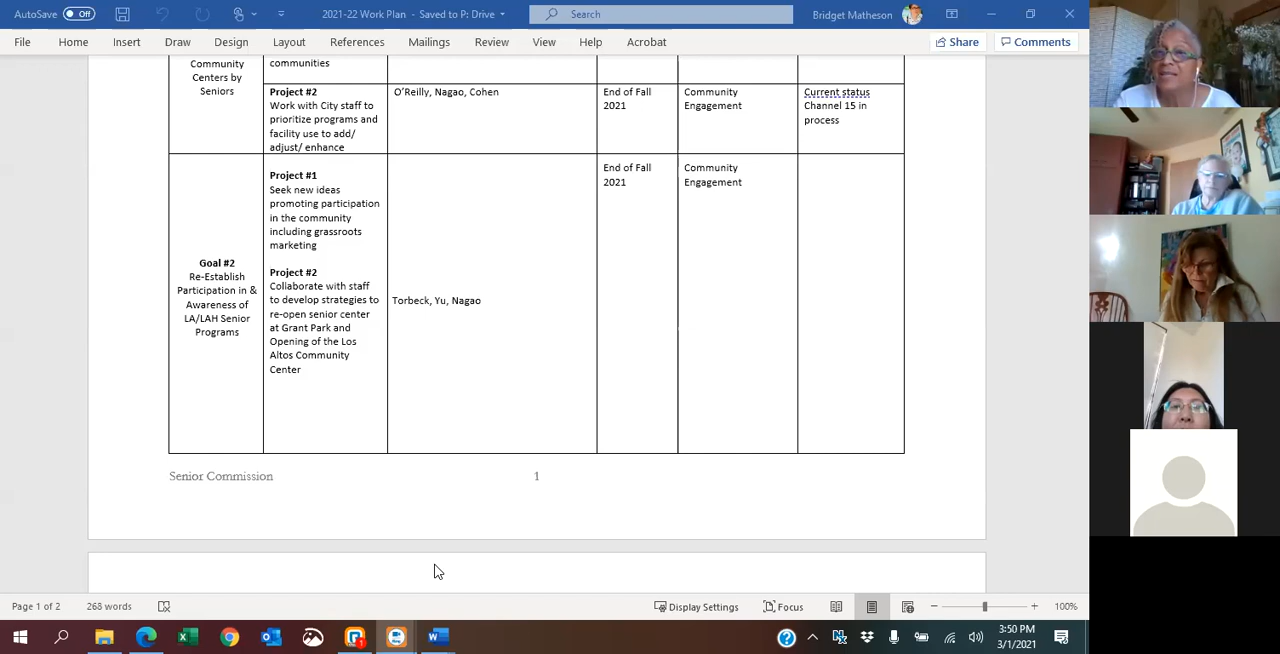 AutoSave Off
2021-22 Work Plan - Saved to P: Drive
Search
Bridget Matheson
File Home Insert Draw Design Layout References Mailings Review View Help Acrobat
Share Comments
Community
Centers by
Seniors
communities
Project #2
Work with City staff to
prioritize programs and
facility use to add/
adjust/ enhance
O'Reilly, Nagao, Cohen
End of Fall
2021
Community
Engagement
Current status
Channel 15 in
process
Goal #2
Re-Establish
Participation in &
Awareness of
LA/LAH Senior
Programs
Project #1
Seek new ideas
promoting participation
in the community
including grassroots
marketing
Project #2
Collaborate with staff
to develop strategies to
re-open senior center
at Grant Park and
Opening of the Los
Altos Community
Center
Torbeck, Yu, Nagao
End of Fall
2021
Community
Engagement
Senior Commission 1
Page 1 of 2 268 words
Display Settings Focus
100%
3:50 PM
3/1/2021